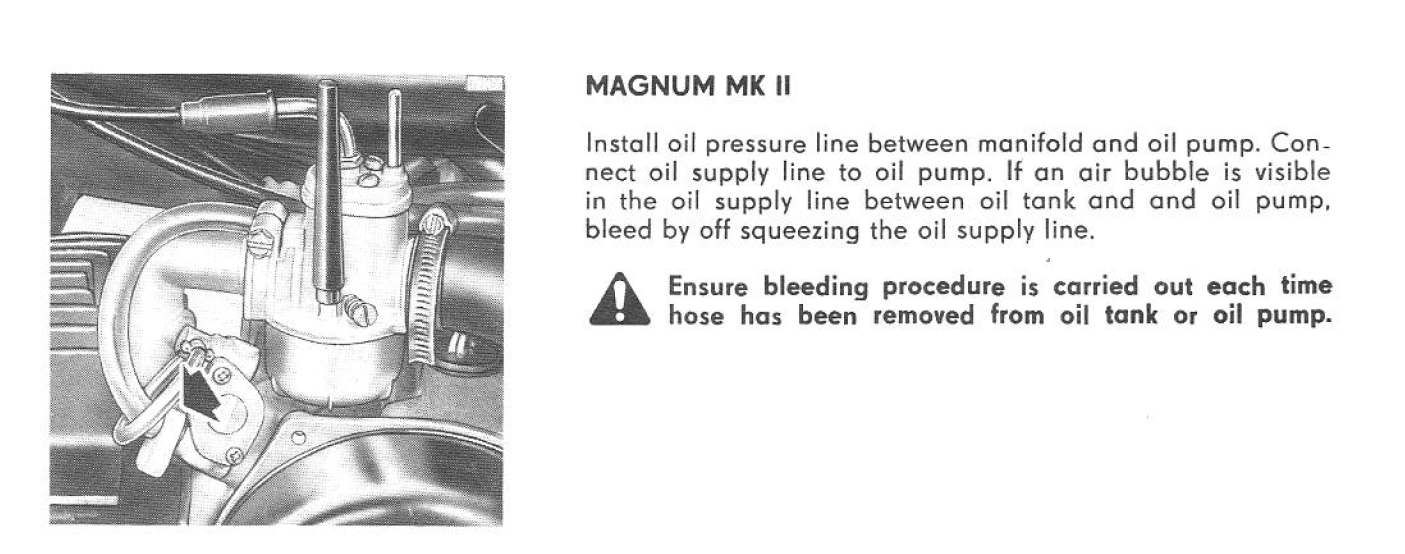 MAGNUM MK II
Install oil pressure line between manifold and oil pump. Con-
nect oil supply line to oil pump. If an air bubble is visible
in the oil supply line between oil tank and and oil pump,
bleed by off squeezing the oil supply line.
Ensure bleeding procedure is carried out each time
hose has been removed from oil tank or oil pump.